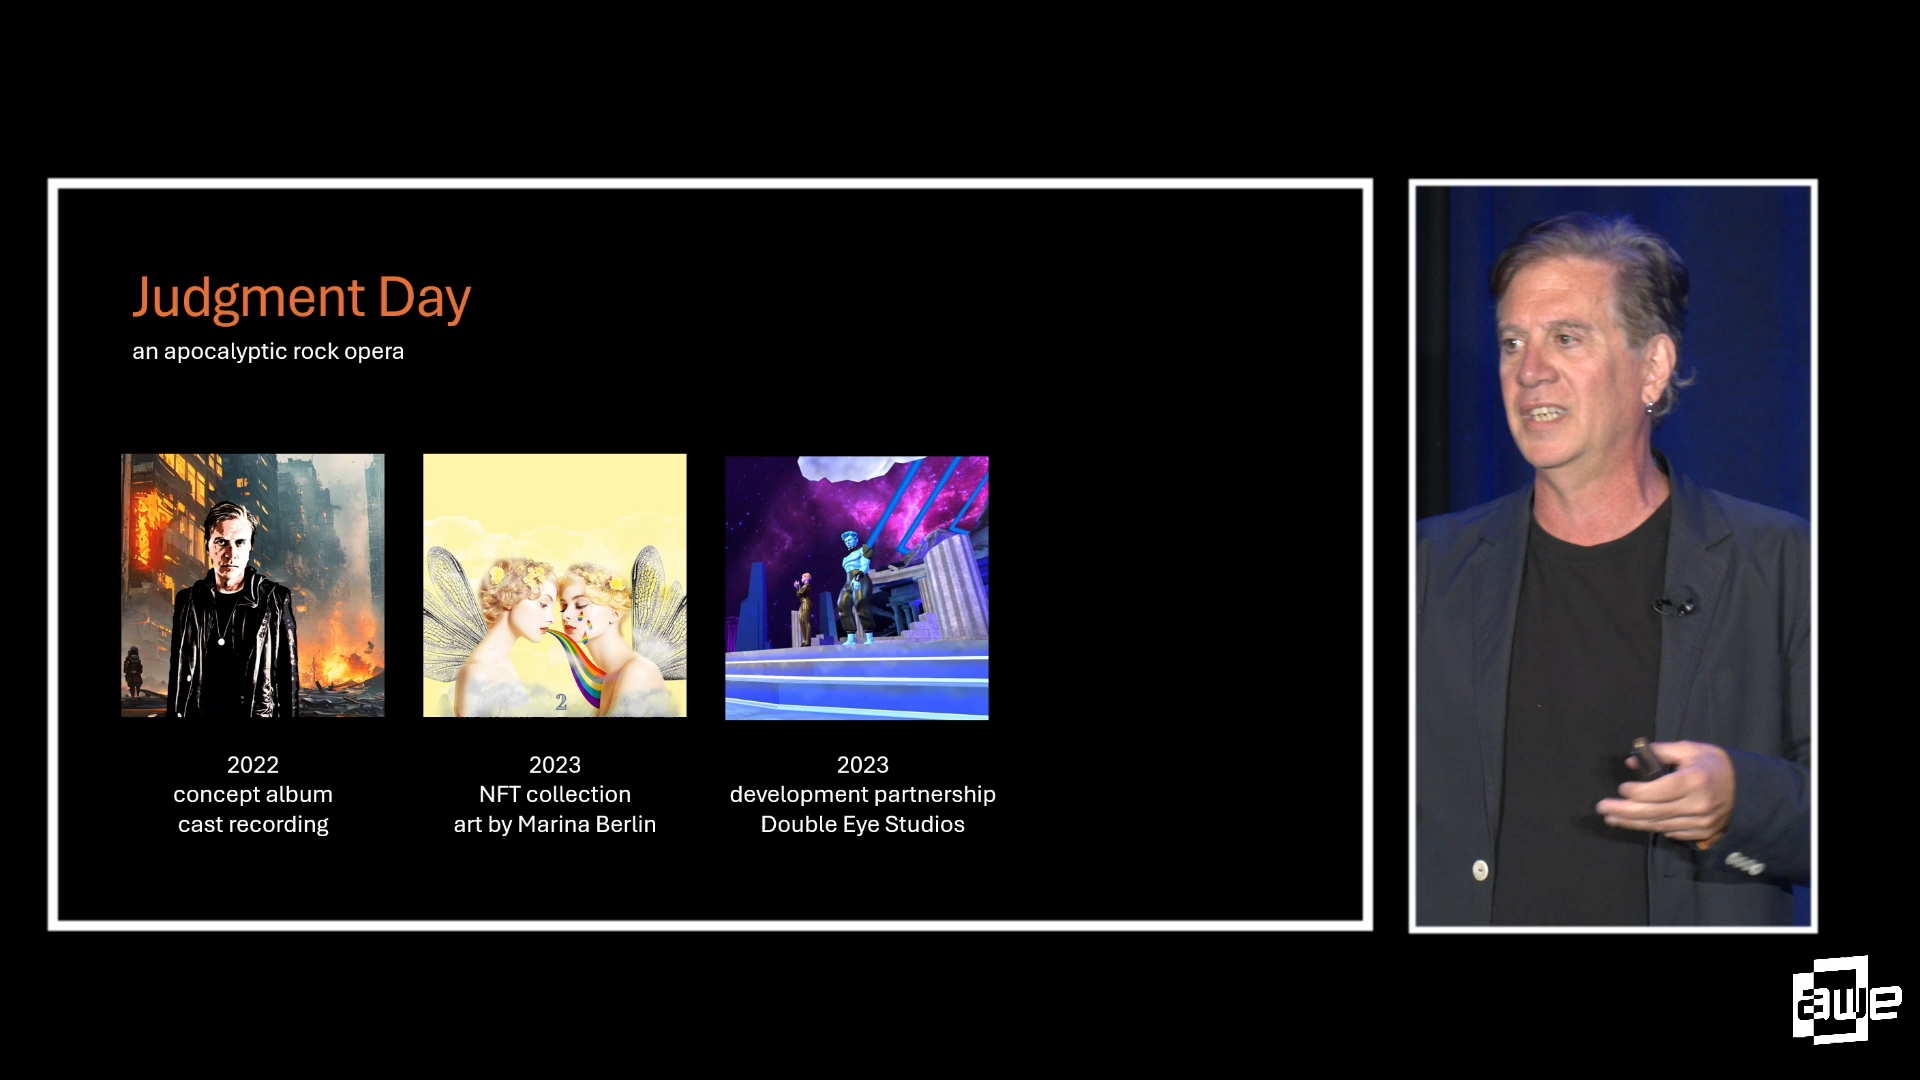 Judgment Day
an apocalyptic rock opera
2
2022
concept album
cast recording
2023
NFT collection
art by Marina Berlin
2023
development partnership
Double Eye Studios
awe